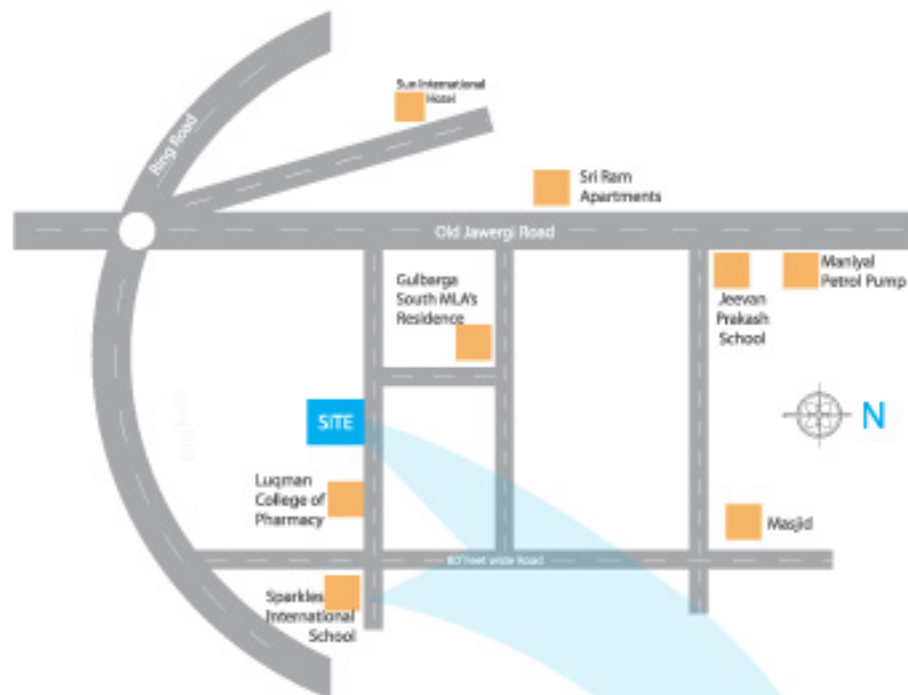 Sun International
Hotel
Ring Road
Sri Ram
Apartments
Old Jawergi Road
Gulbarga
South MLA's
Residence
Maniyal
Petrol Pump
Jeevan
Prakash
School
SITE
N
Luqman
College of
Pharmacy
Masjid
60'Feet wide Road
Sparkles
International
School